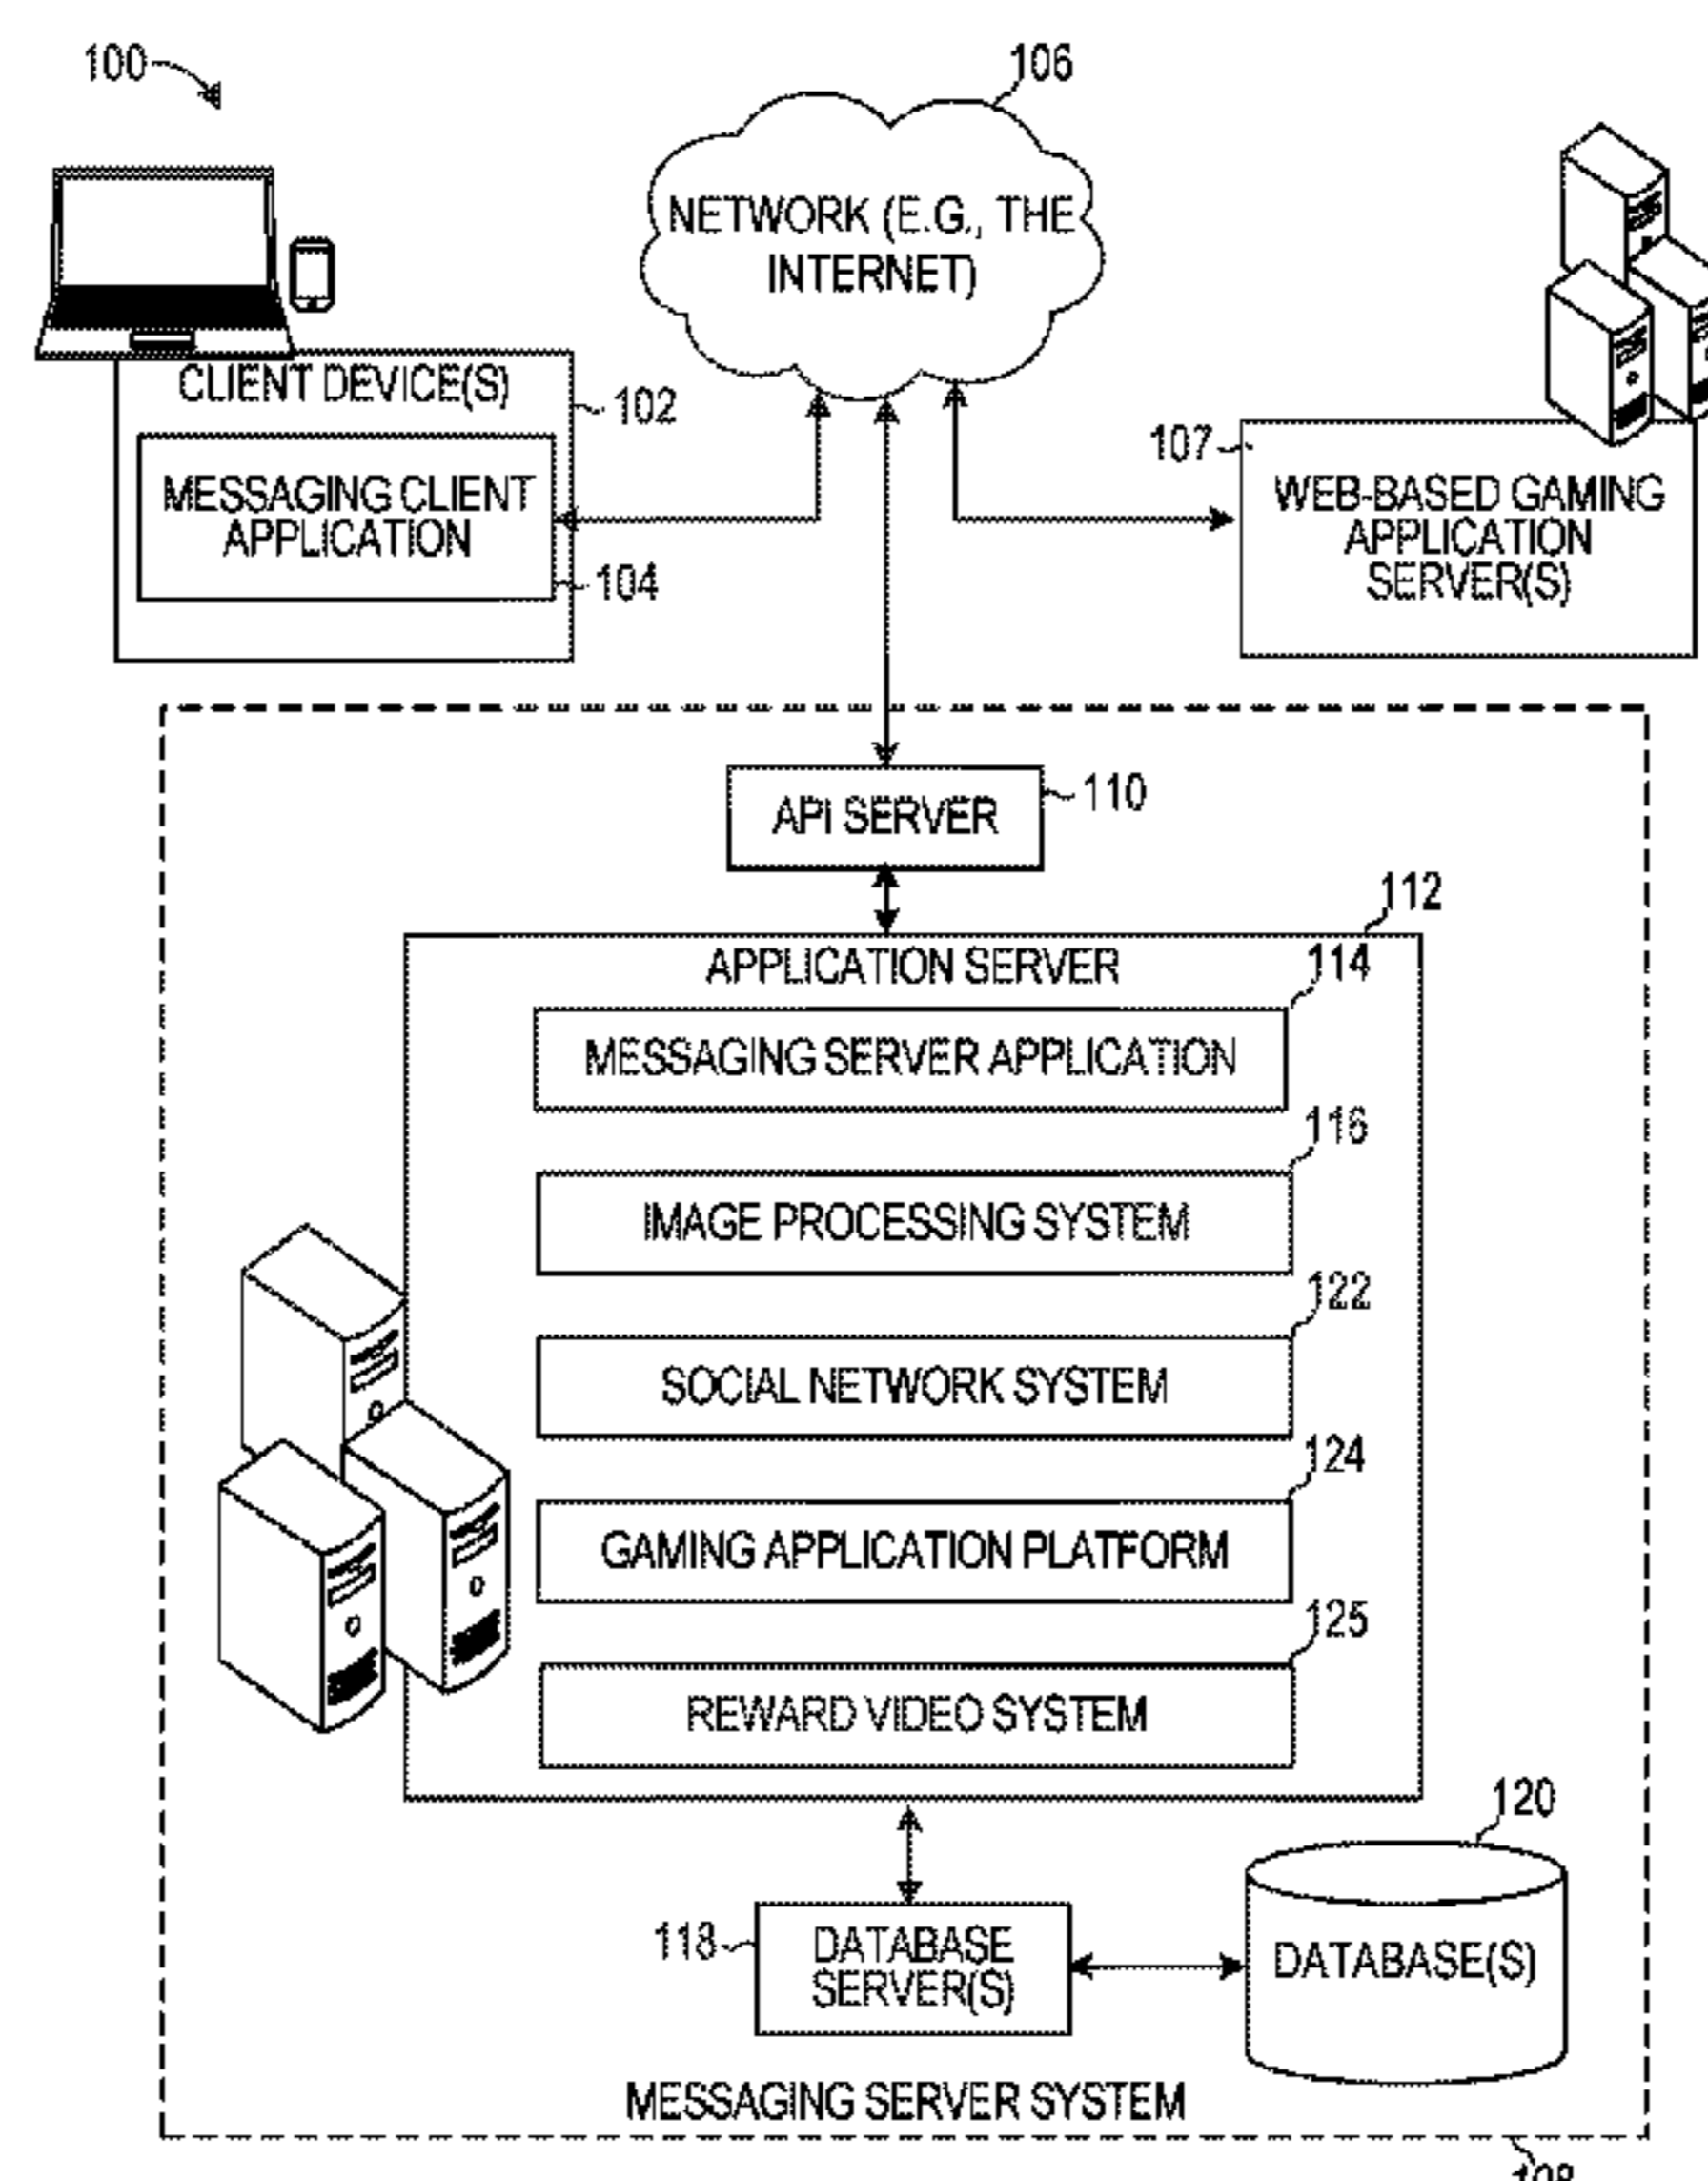 100
106
NETWORK (E.G., THE
INTERNET)
CLIENT DEVICE(S)
102
MESSAGING CLIENT
APPLICATION
104
107
WEB-BASED GAMING
APPLICATION
SERVER(S)
API SERVER
110
112
APPLICATION SERVER
114
MESSAGING SERVER APPLICATION
116
IMAGE PROCESSING SYSTEM
122
SOCIAL NETWORK SYSTEM
124
GAMING APPLICATION PLATFORM
125
REWARD VIDEO SYSTEM
120
118
DATABASE
SERVER(S)
DATABASE(S)
MESSAGING SERVER SYSTEM
108